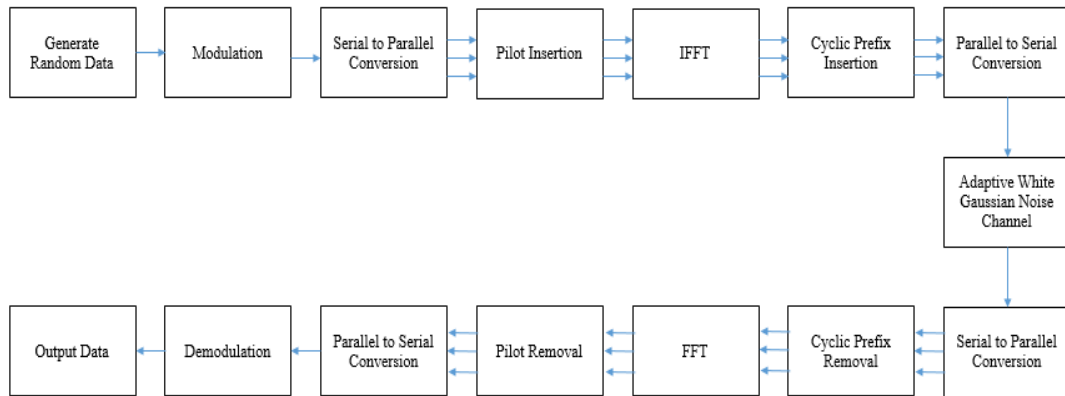 Generate
Random Data
Modulation
Serial to Parallel
Conversion
Pilot Insertion
IFFT
Cyclic Prefix
Insertion
Parallel to Serial
Conversion
Adaptive White
Gaussian Noise
Channel
Serial to Parallel
Conversion
Cyclic Prefix
Removal
FFT
Pilot Removal
Parallel to Serial
Conversion
Demodulation
Output Data